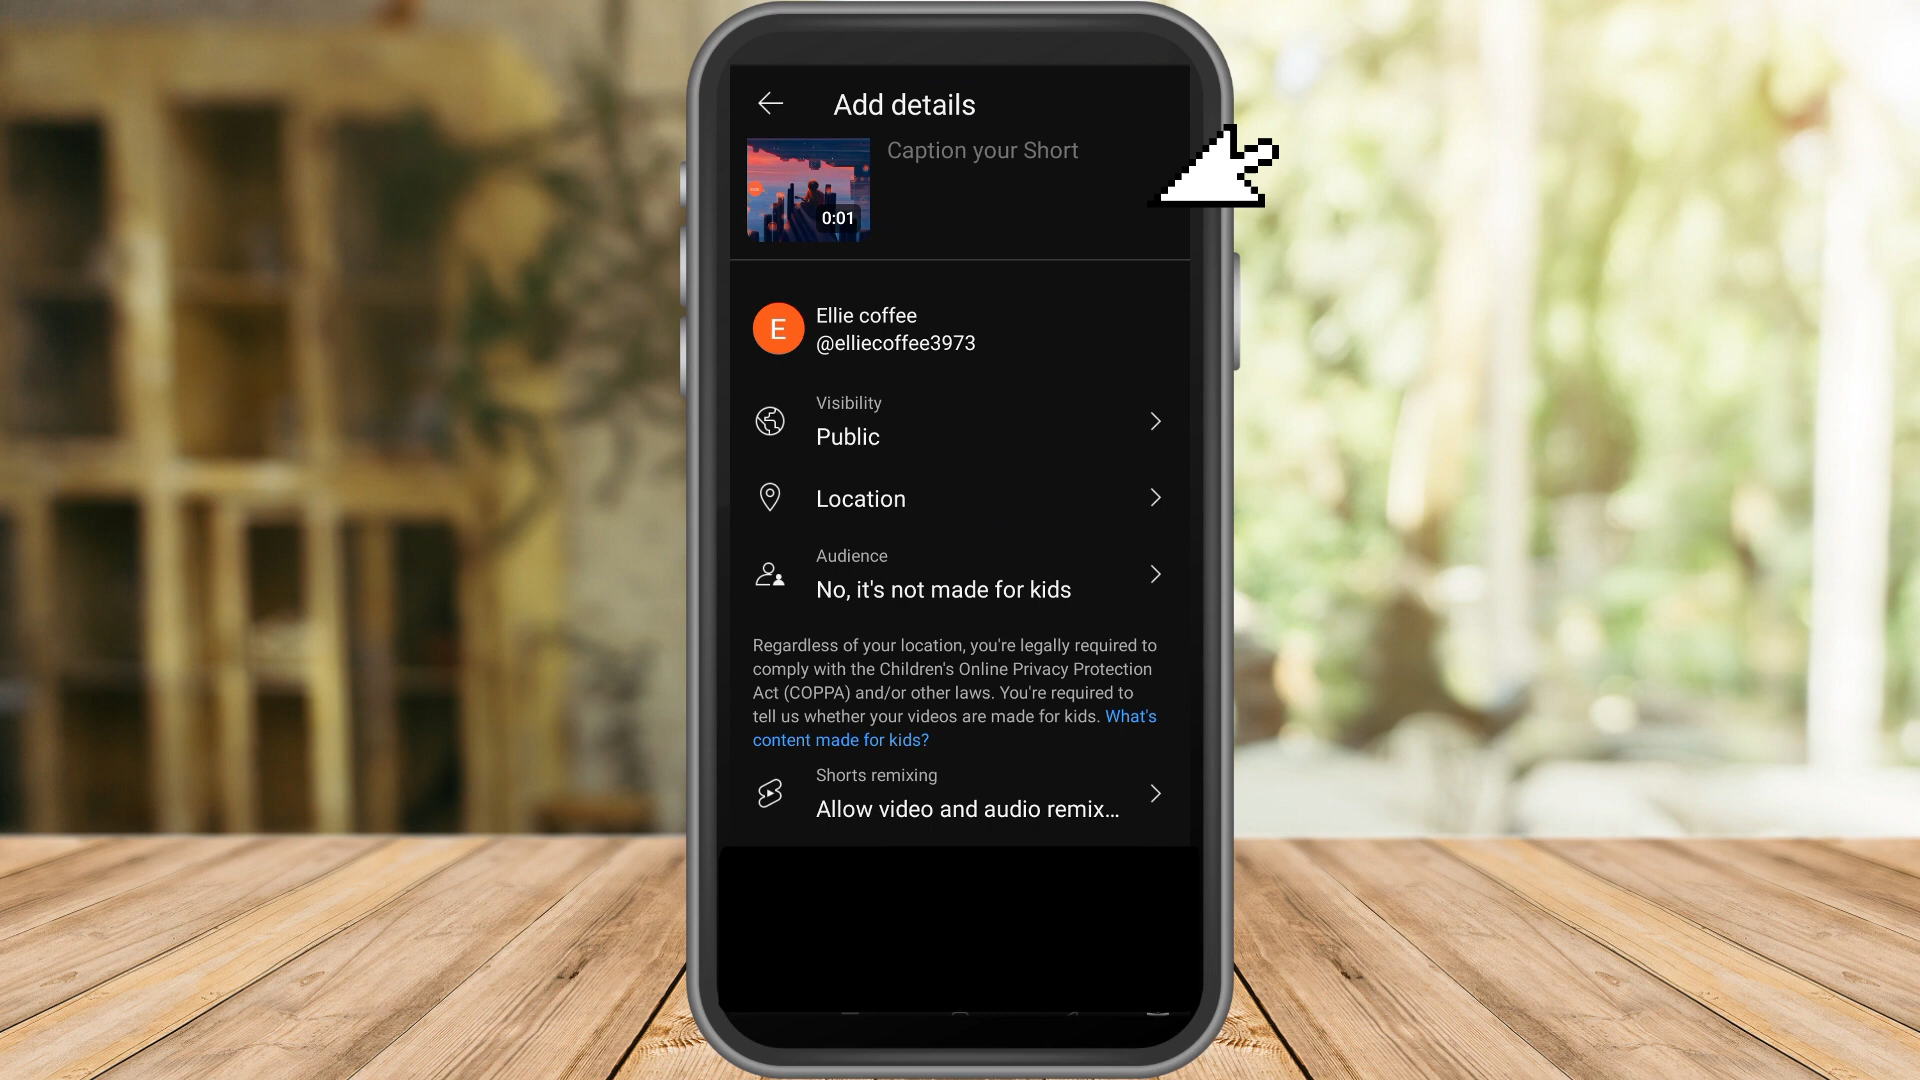 Add details
Caption your Short
0:01
E
Ellie coffee
@elliecoffee3973
Visibility
Public
Location
Audience
No, it's not made for kids
Regardless of your location, you're legally required to
comply with the Children's Online Privacy Protection
Act (COPPA) and/or other laws. You're required to
tell us whether your videos are made for kids. What's
content made for kids?
Shorts remixing
Allow video and audio remix...